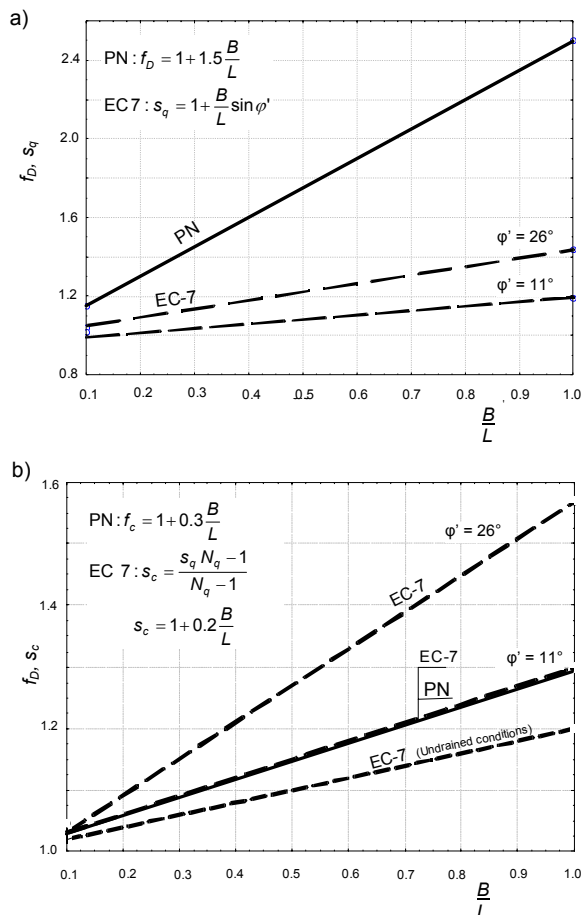 a)
PN : f_D = 1 + 1.5 B/L
EC 7 : s_q = 1 + B/L sin φ'
f_D, s_q
2.4
2.0
1.6
1.2
0.8
PN
EC-7
φ' = 26°
φ' = 11°
0.1 0.2 0.3 0.4 0.5 0.6 0.7 0.8 0.9 1.0
B/L
b)
PN : f_c = 1 + 0.3 B/L
EC 7 : s_c = (s_q N_q − 1)/(N_q − 1)
s_c = 1 + 0.2 B/L
f_D, s_c
1.6
1.4
1.2
1.0
φ' = 26°
EC-7
φ' = 11°
EC-7
PN
EC-7 (Undrained conditions)
0.1 0.2 0.3 0.4 0.5 0.6 0.7 0.8 0.9 1.0
B/L